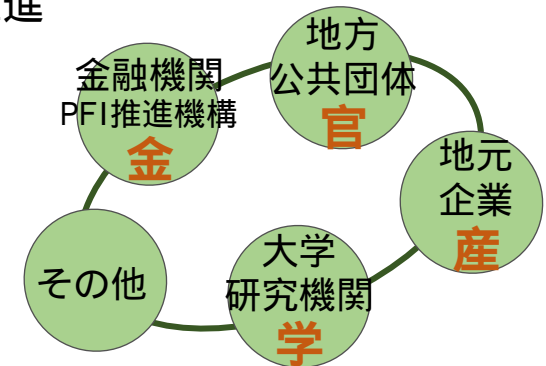 進
地方
公共団体
官
金融機関
PFI推進機構
金
地元
企業
産
大学
研究機関
学
その他